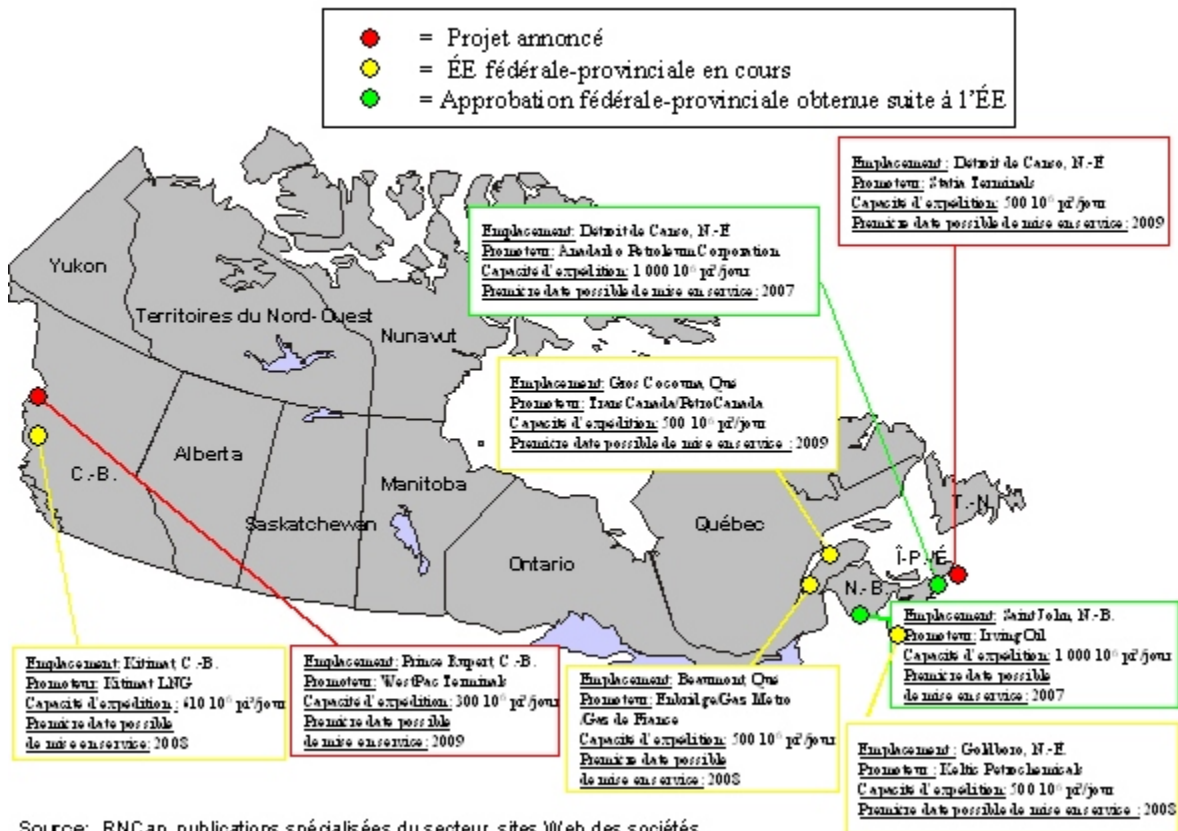 = Projet annoncé
= ÉE fédérale-provinciale en cours
= Approbation fédérale-provinciale obtenue suite à l'ÉE
Emplacement : Détroit de Canso, N.-É
Promoteur: Statia Terminals
Capacité d'expédition: 500 10⁶ pi³/jour
Première date possible de mise en service: 2009
Emplacement: Détroit de Canso, N.-É
Promoteur: Anadarko Petroleum Corporation
Capacité d'expédition: 1 000 10⁶ pi³/jour
Première date possible de mise en service: 2007
Emplacement: Gros Cacouna, Qué
Promoteur: TransCanada/PetroCanada
Capacité d'expédition: 500 10⁶ pi³/jour
Première date possible de mise en service : 2009
Yukon
Territoires du Nord-Ouest
Nunavut
C.-B.
Alberta
Saskatchewan
Manitoba
Ontario
Québec
T.-N.
Î-P.-É
N.-B.
Emplacement: Kitimat, C.-B.
Promoteur: Kitimat LNG
Capacité d'expédition : 610 10⁶ pi³/jour
Première date possible
de mise en service: 2008
Emplacement: Prince Rupert, C.-B.
Promoteur: WestPac Terminals
Capacité d'expédition: 300 10⁶ pi³/jour
Première date possible
de mise en service: 2009
Emplacement: Beaumont, Qué
Promoteur: Enbridge/Gas Metro
/Gas de France
Capacité d'expédition: 500 10⁶ pi³/jour
Première date possible
de mise en service: 2008
Emplacement: Saint John, N.-B.
Promoteur: Irving Oil
Capacité d'expédition: 1 000 10⁶ pi³/jour
Première date possible
de mise en service: 2007
Emplacement : Goldboro, N.-É.
Promoteur : Keltic Petrochemicals
Capacité d'expédition: 500 10⁶ pi³/jour
Première date possible de mise en service : 2008
Source: RNCan, publications spécialisées du secteur, sites Web des sociétés